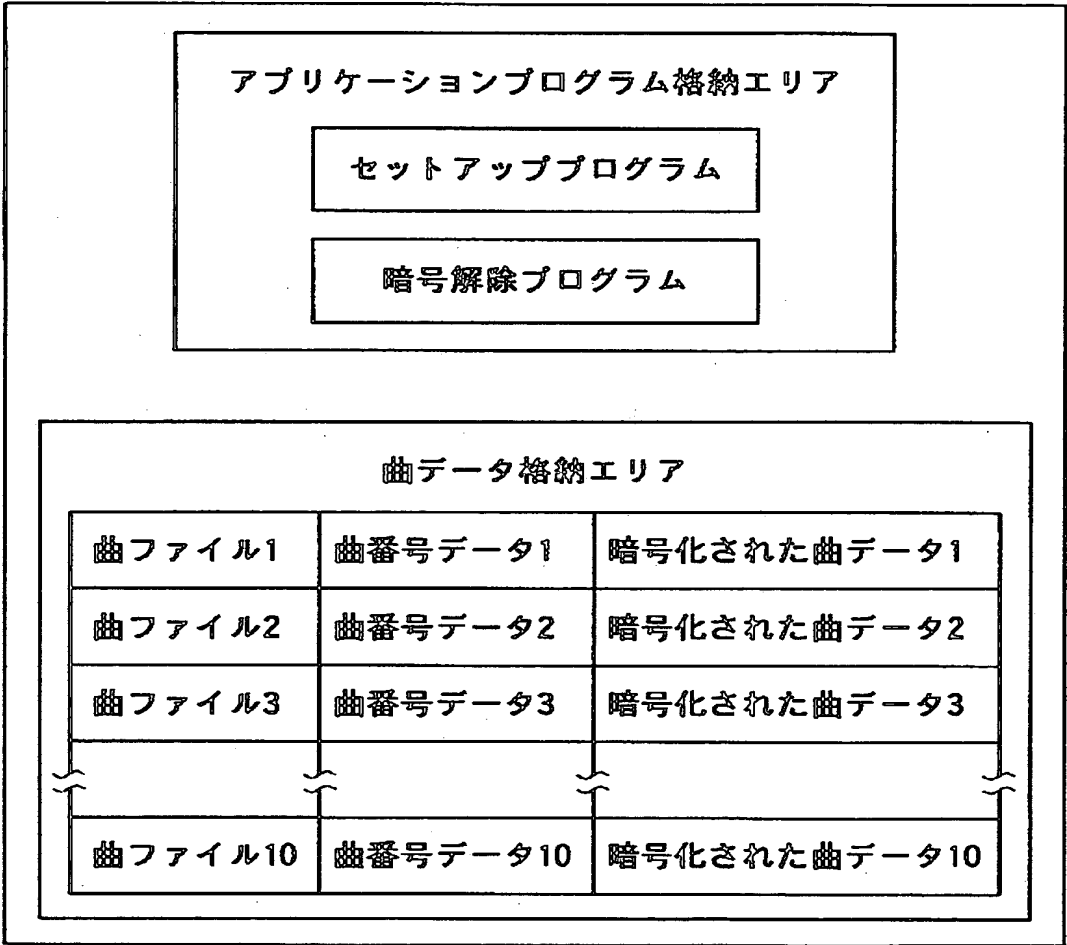 アプリケーションプログラム格納エリア
セットアッププログラム
暗号解除プログラム
曲データ格納エリア
曲ファイル1 曲番号データ1 暗号化された曲データ1
曲ファイル2 曲番号データ2 暗号化された曲データ2
曲ファイル3 曲番号データ3 暗号化された曲データ3
曲ファイル10 曲番号データ10 暗号化された曲データ10